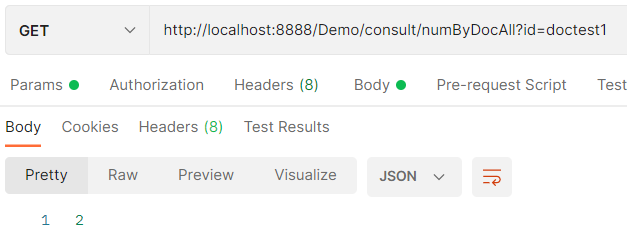 GET http://localhost:8888/Demo/consult/numByDocAll?id=doctest1
Params Authorization Headers (8) Body Pre-request Script Test
Body Cookies Headers (8) Test Results
Pretty Raw Preview Visualize JSON
1 2